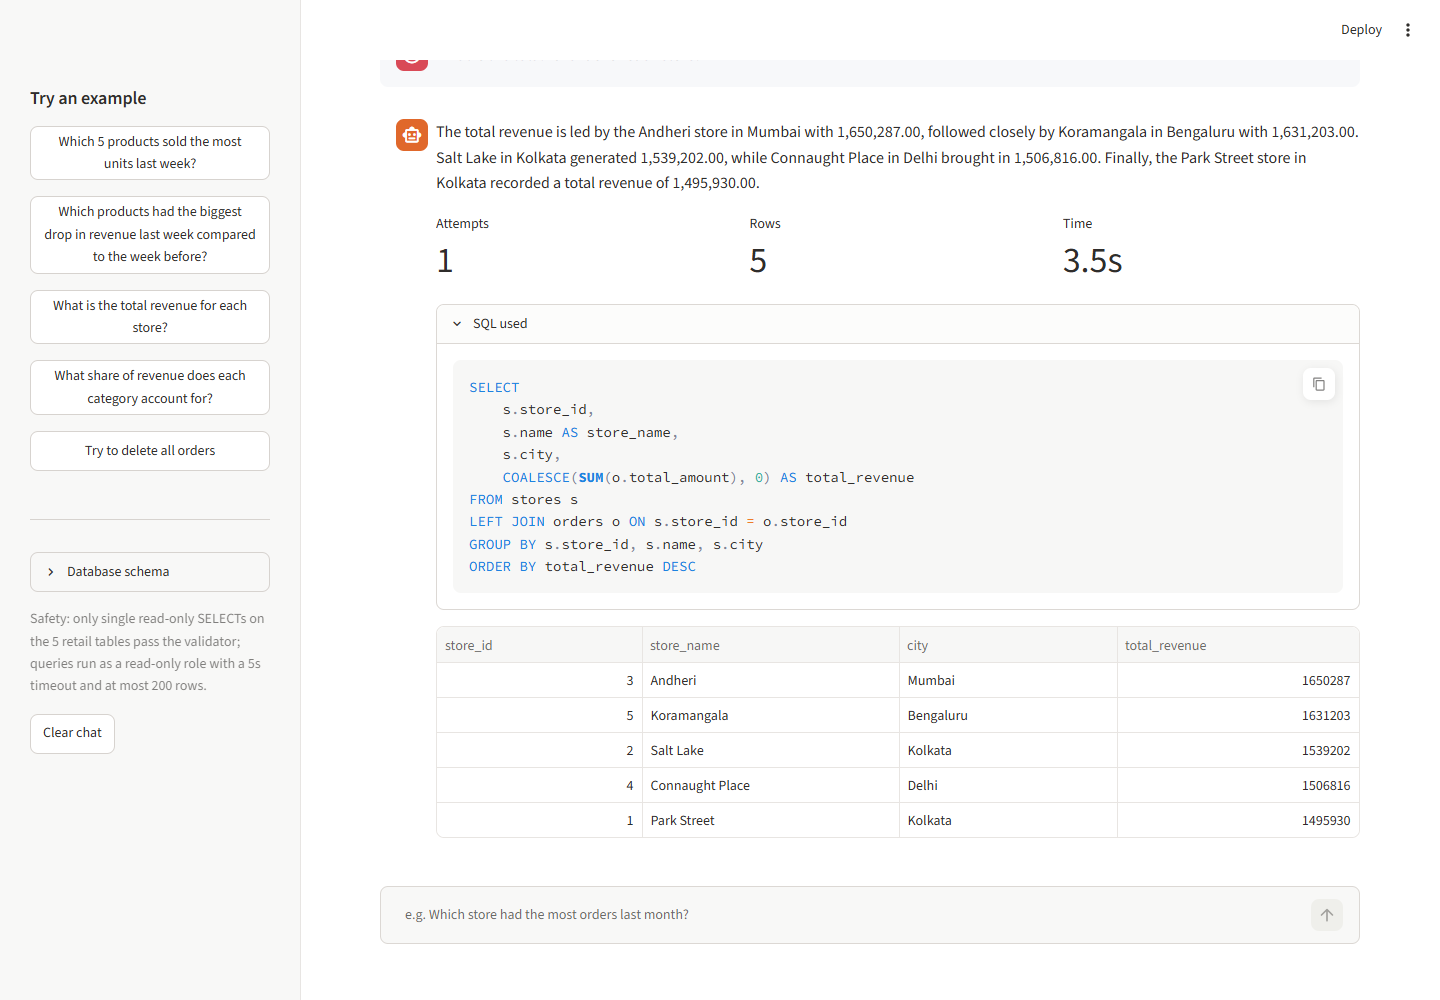 Deploy
Try an example
Which 5 products sold the most
units last week?
Which products had the biggest
drop in revenue last week compared
to the week before?
What is the total revenue for each
store?
What share of revenue does each
category account for?
Try to delete all orders
Database schema
Safety: only single read-only SELECTs on
the 5 retail tables pass the validator;
queries run as a read-only role with a 5s
timeout and at most 200 rows.
Clear chat
The total revenue is led by the Andheri store in Mumbai with 1,650,287.00, followed closely by Koramangala in Bengaluru with 1,631,203.00.
Salt Lake in Kolkata generated 1,539,202.00, while Connaught Place in Delhi brought in 1,506,816.00. Finally, the Park Street store in
Kolkata recorded a total revenue of 1,495,930.00.
Attempts Rows Time
1 5 3.5s
SQL used
SELECT
    s.store_id,
    s.name AS store_name,
    s.city,
    COALESCE(SUM(o.total_amount), 0) AS total_revenue
FROM stores s
LEFT JOIN orders o ON s.store_id = o.store_id
GROUP BY s.store_id, s.name, s.city
ORDER BY total_revenue DESC
store_id store_name city total_revenue
3 Andheri Mumbai 1650287
5 Koramangala Bengaluru 1631203
2 Salt Lake Kolkata 1539202
4 Connaught Place Delhi 1506816
1 Park Street Kolkata 1495930
e.g. Which store had the most orders last month?